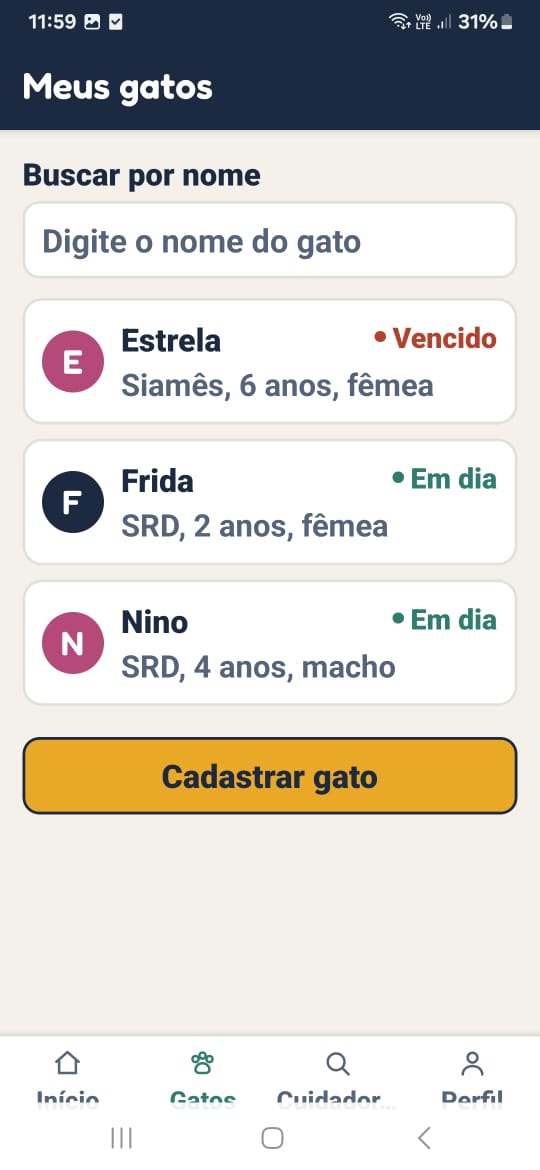 11:59 Vo)) LTE 31%
Meus gatos
Buscar por nome
Digite o nome do gato
E
Estrela
• Vencido
Siamês, 6 anos, fêmea
F
Frida
• Em dia
SRD, 2 anos, fêmea
N
Nino
• Em dia
SRD, 4 anos, macho
Cadastrar gato
Início Gatos Cuidador... Perfil